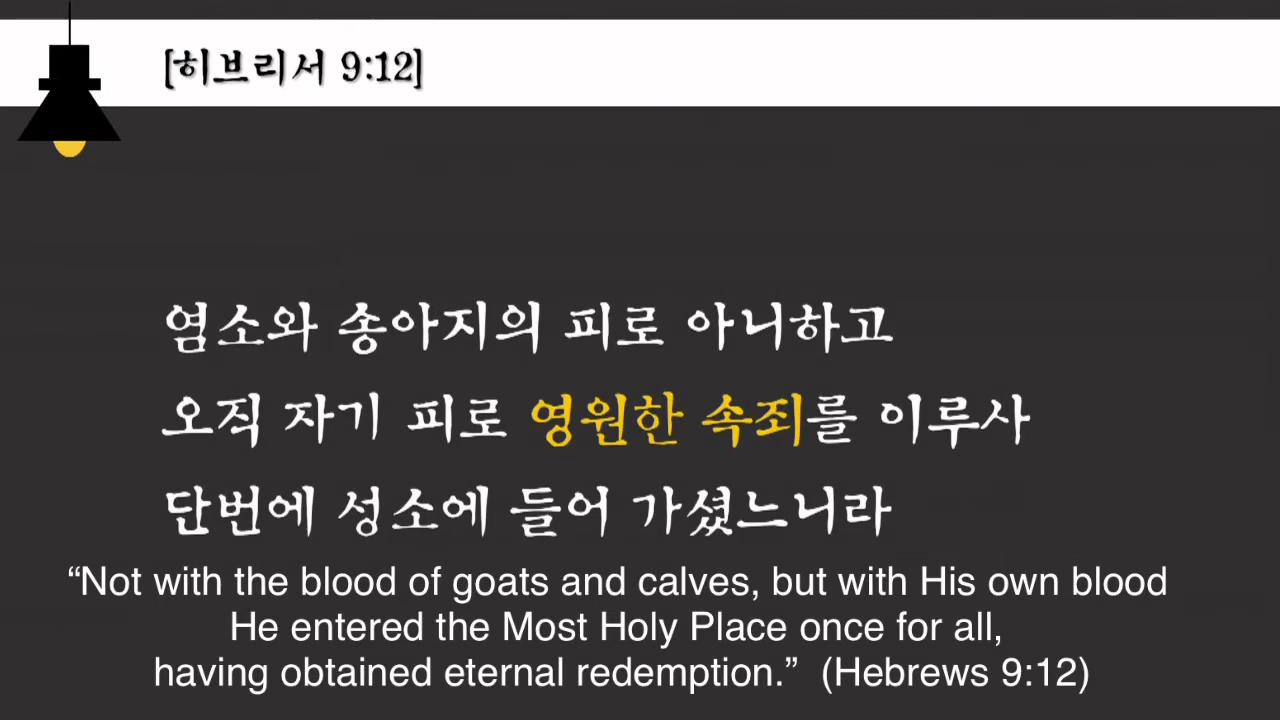 [히브리서 9:12]
염소와 송아지의 피로 아니하고
오직 자기 피로 영원한 속죄를 이루사
단번에 성소에 들어 가셨느니라
“Not with the blood of goats and calves, but with His own blood
He entered the Most Holy Place once for all,
having obtained eternal redemption.” (Hebrews 9:12)